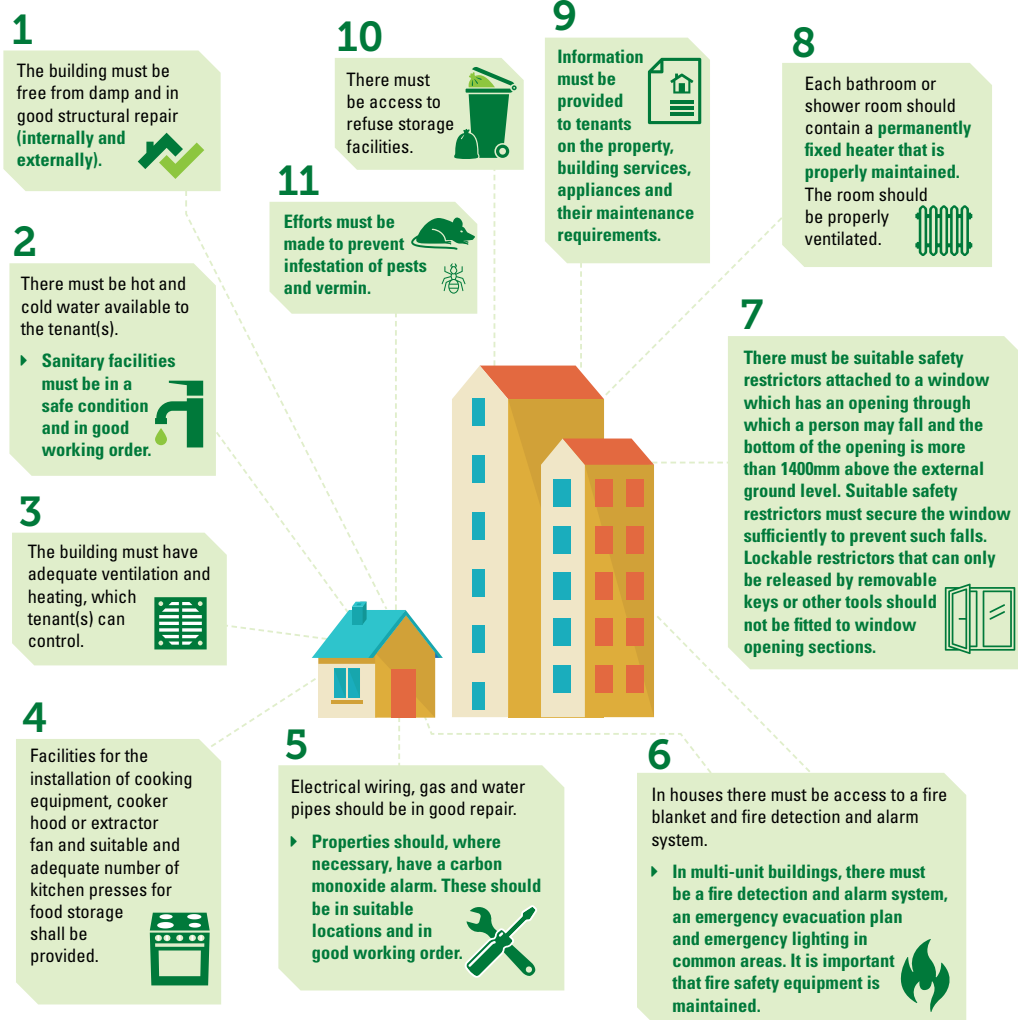 1
The building must be
free from damp and in
good structural repair
(internally and
externally).
2
There must be hot and
cold water available to
the tenant(s).
Sanitary facilities
must be in a
safe condition
and in good
working order.
3
The building must have
adequate ventilation and
heating, which
tenant(s) can
control.
4
Facilities for the
installation of cooking
equipment, cooker
hood or extractor
fan and suitable and
adequate number of
kitchen presses for
food storage
shall be
provided.
5
Electrical wiring, gas and water
pipes should be in good repair.
Properties should, where
necessary, have a carbon
monoxide alarm. These should
be in suitable
locations and in
good working order.
6
In houses there must be access to a fire
blanket and fire detection and alarm
system.
In multi-unit buildings, there must
be a fire detection and alarm system,
an emergency evacuation plan
and emergency lighting in
common areas. It is important
that fire safety equipment is
maintained.
7
There must be suitable safety
restrictors attached to a window
which has an opening through
which a person may fall and the
bottom of the opening is more
than 1400mm above the external
ground level. Suitable safety
restrictors must secure the window
sufficiently to prevent such falls.
Lockable restrictors that can only
be released by removable
keys or other tools should
not be fitted to window
opening sections.
8
Each bathroom or
shower room should
contain a permanently
fixed heater that is
properly maintained.
The room should
be properly
ventilated.
9
Information
must be
provided
to tenants
on the property,
building services,
appliances and
their maintenance
requirements.
10
There must
be access to
refuse storage
facilities.
11
Efforts must be
made to prevent
infestation of pests
and vermin.